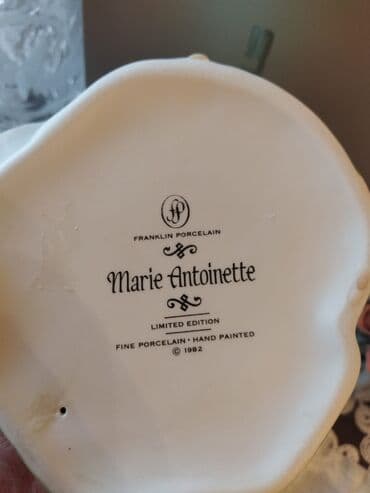 FP
FRANKLIN PORCELAIN
Marie Antoinette
LIMITED EDITION
FINE PORCELAIN • HAND PAINTED
© 1982